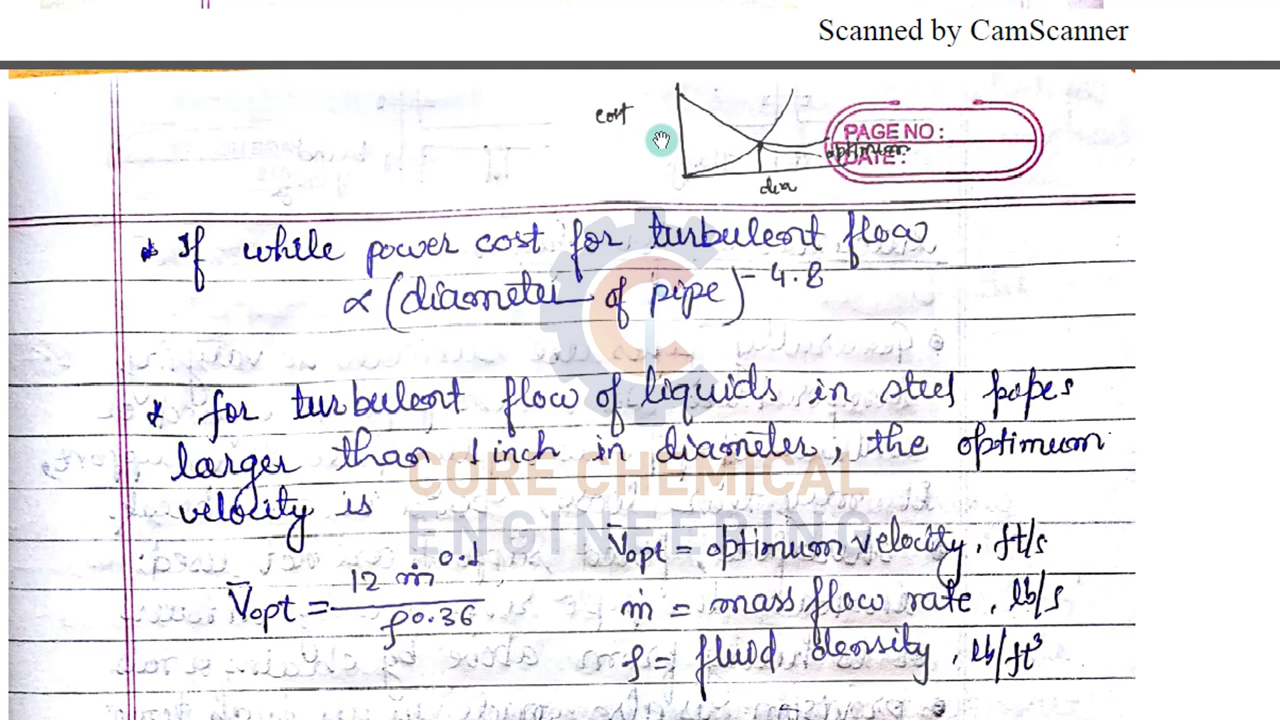 Scanned by CamScanner
cost
PAGE NO:
optimum
DATE:
dia
* If while power cost for turbulent flow
∝ (diameter of pipe)^-4.8
* for turbulent flow of liquids in steel pipes
larger than 1 inch in diameter, the optimum
velocity is
CORE CHEMICAL
ENGINEERING
V̄opt = 12 ṁ^0.1 / ρ^0.36
V̄opt = optimum velocity, ft/s
ṁ = mass flow rate, lb/s
ρ = fluid density, lb/ft³